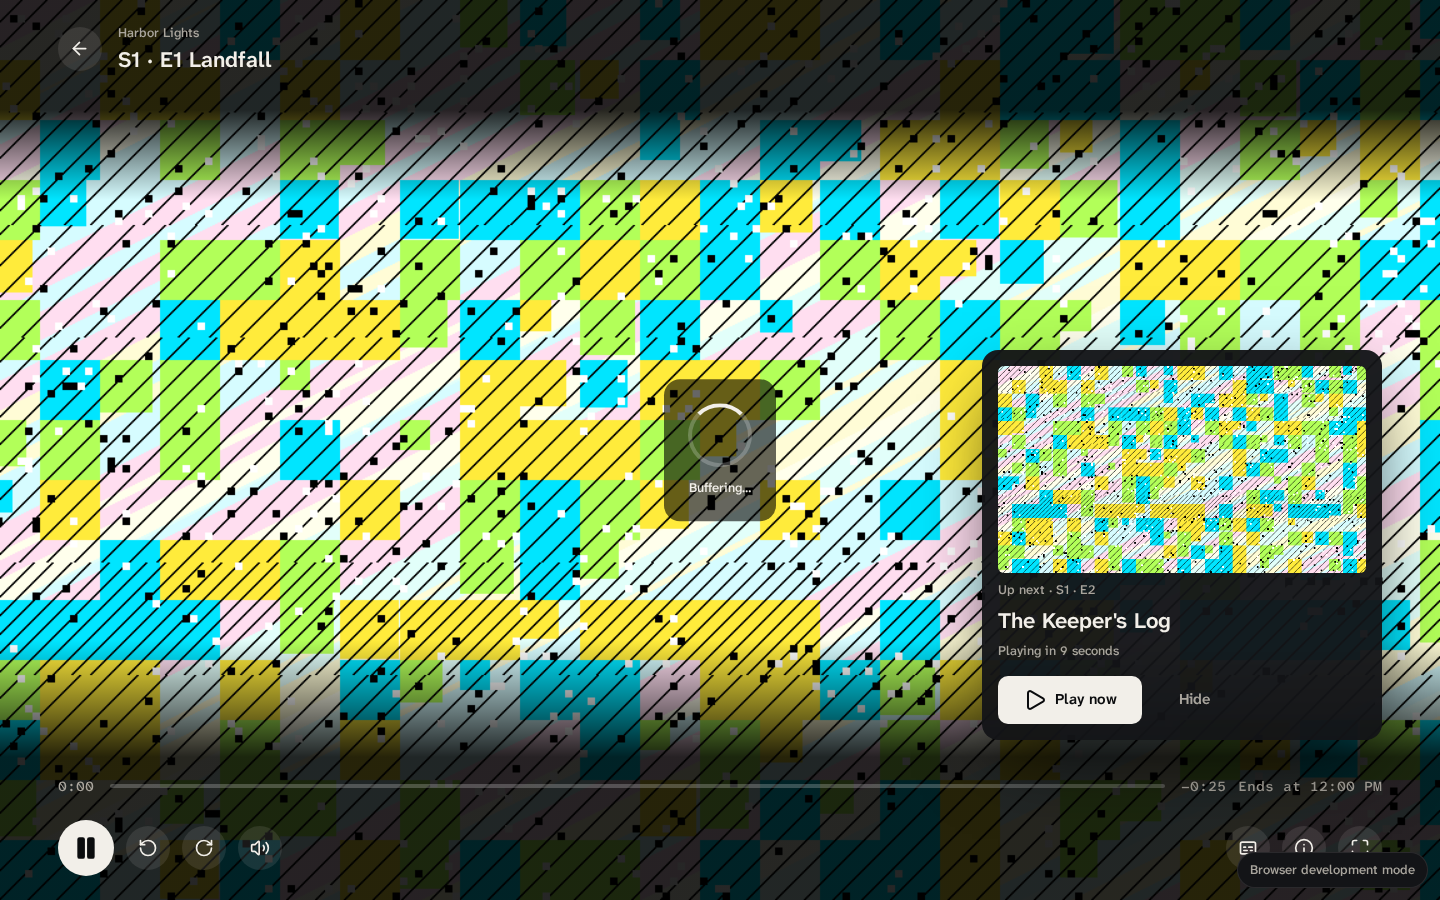 Harbor Lights
S1 · E1 Landfall
Buffering...
Up next · S1 · E2
The Keeper's Log
Playing in 9 seconds
Play now
Hide
0:00
−0:25 Ends at 12:00 PM
Browser development mode